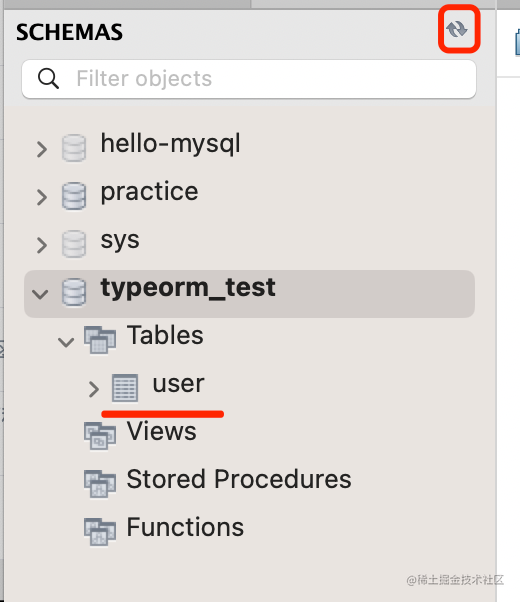 SCHEMAS
Filter objects
hello-mysql
practice
sys
typeorm_test
Tables
user
Views
Stored Procedures
Functions
@稀土掘金技术社区